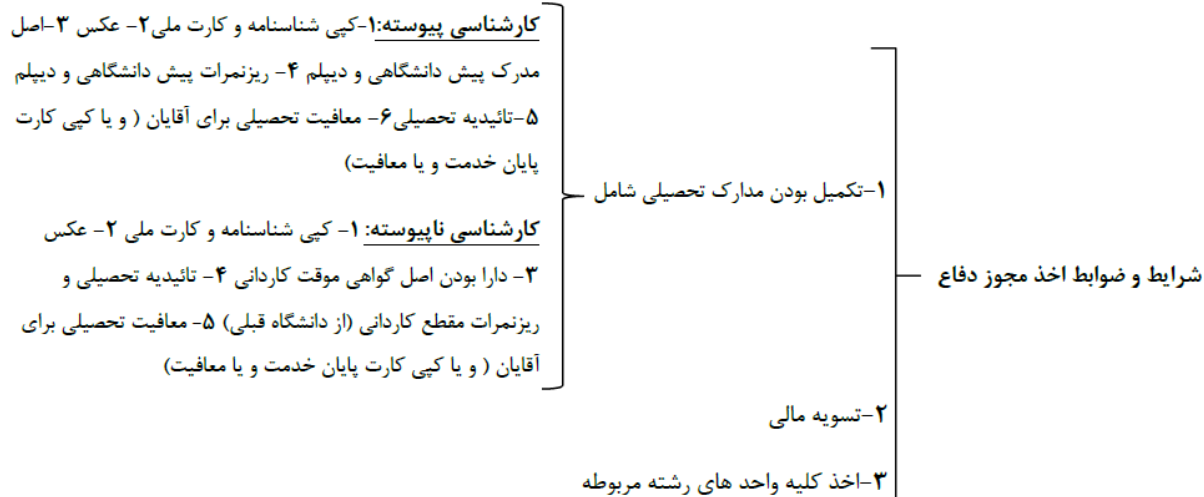 شرایط و ضوابط اخذ مجوز دفاع
۱-تکمیل بودن مدارک تحصیلی شامل
کارشناسی پیوسته:۱-کپی شناسنامه و کارت ملی۲- عکس ۳-اصل
مدرک پیش دانشگاهی و دیپلم ۴- ریزنمرات پیش دانشگاهی و دیپلم
۵-تائیدیه تحصیلی۶- معافیت تحصیلی برای آقایان ( و یا کپی کارت
پایان خدمت و یا معافیت)
کارشناسی ناپیوسته: ۱- کپی شناسنامه و کارت ملی ۲- عکس
۳- دارا بودن اصل گواهی موقت کاردانی ۴- تائیدیه تحصیلی و
ریزنمرات مقطع کاردانی (از دانشگاه قبلی) ۵- معافیت تحصیلی برای
آقایان ( و یا کپی کارت پایان خدمت و یا معافیت)
۲-تسویه مالی
۳-اخذ کلیه واحد های رشته مربوطه